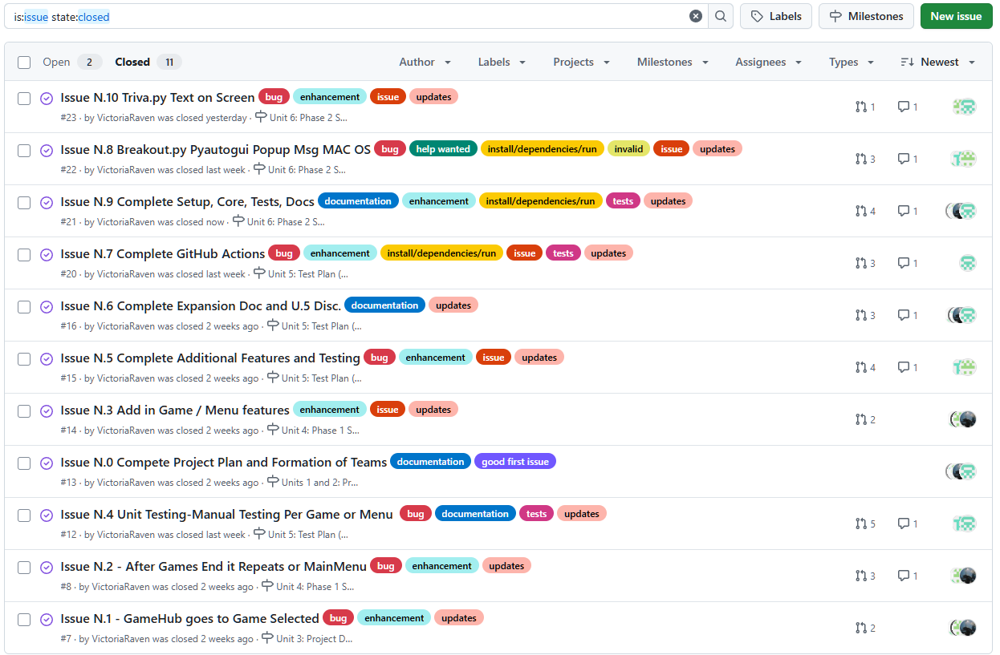 is:issue state:closed Labels Milestones New issue
Open 2 Closed 11 Author Labels Projects Milestones Assignees Types Newest
Issue N.10 Triva.py Text on Screen bug enhancement issue updates
#23 · by VictoriaRaven was closed yesterday · Unit 6: Phase 2 S... 1 1
Issue N.8 Breakout.py Pyautogui Popup Msg MAC OS bug help wanted install/dependencies/run invalid issue updates
#22 · by VictoriaRaven was closed last week · Unit 6: Phase 2 S... 3 1
Issue N.9 Complete Setup, Core, Tests, Docs documentation enhancement install/dependencies/run tests updates
#21 · by VictoriaRaven was closed now · Unit 6: Phase 2 S... 4 1
Issue N.7 Complete GitHub Actions bug enhancement install/dependencies/run issue tests updates
#20 · by VictoriaRaven was closed last week · Unit 5: Test Plan (... 3 1
Issue N.6 Complete Expansion Doc and U.5 Disc. documentation updates
#16 · by VictoriaRaven was closed 2 weeks ago · Unit 5: Test Plan (... 3 1
Issue N.5 Complete Additional Features and Testing bug enhancement issue updates
#15 · by VictoriaRaven was closed 2 weeks ago · Unit 5: Test Plan (... 4 1
Issue N.3 Add in Game / Menu features enhancement issue updates
#14 · by VictoriaRaven was closed 2 weeks ago · Unit 4: Phase 1 S... 2
Issue N.0 Compete Project Plan and Formation of Teams documentation good first issue
#13 · by VictoriaRaven was closed 2 weeks ago · Units 1 and 2: Pr...
Issue N.4 Unit Testing-Manual Testing Per Game or Menu bug documentation tests updates
#12 · by VictoriaRaven was closed last week · Unit 5: Test Plan (... 5 1
Issue N.2 - After Games End it Repeats or MainMenu bug enhancement updates
#8 · by VictoriaRaven was closed 2 weeks ago · Unit 4: Phase 1 S... 3 1
Issue N.1 - GameHub goes to Game Selected bug enhancement updates
#7 · by VictoriaRaven was closed 2 weeks ago · Unit 3: Project D... 2